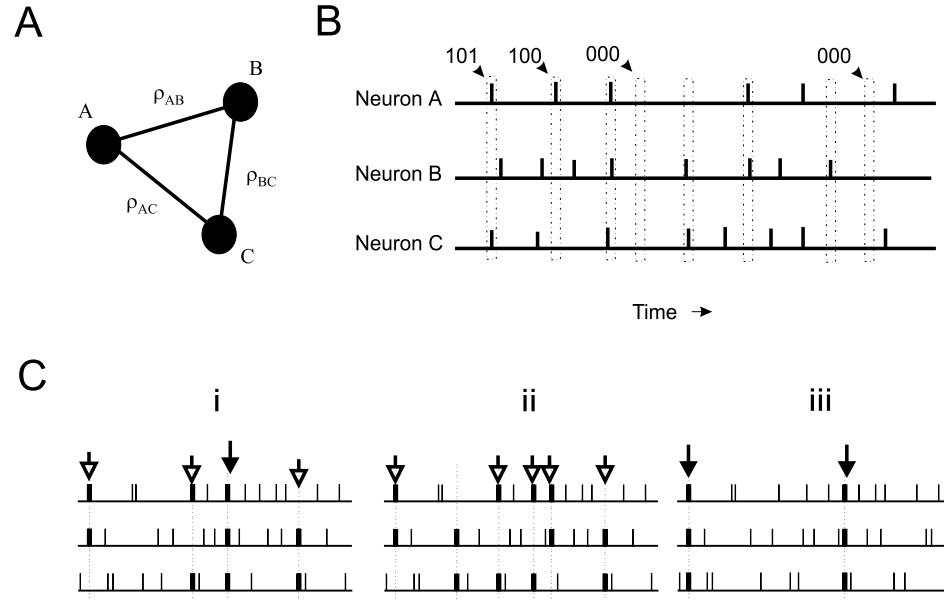 A
B
A
B
C
ρAB
ρBC
ρAC
101
100
000
000
Neuron A
Neuron B
Neuron C
Time
C
i
ii
iii